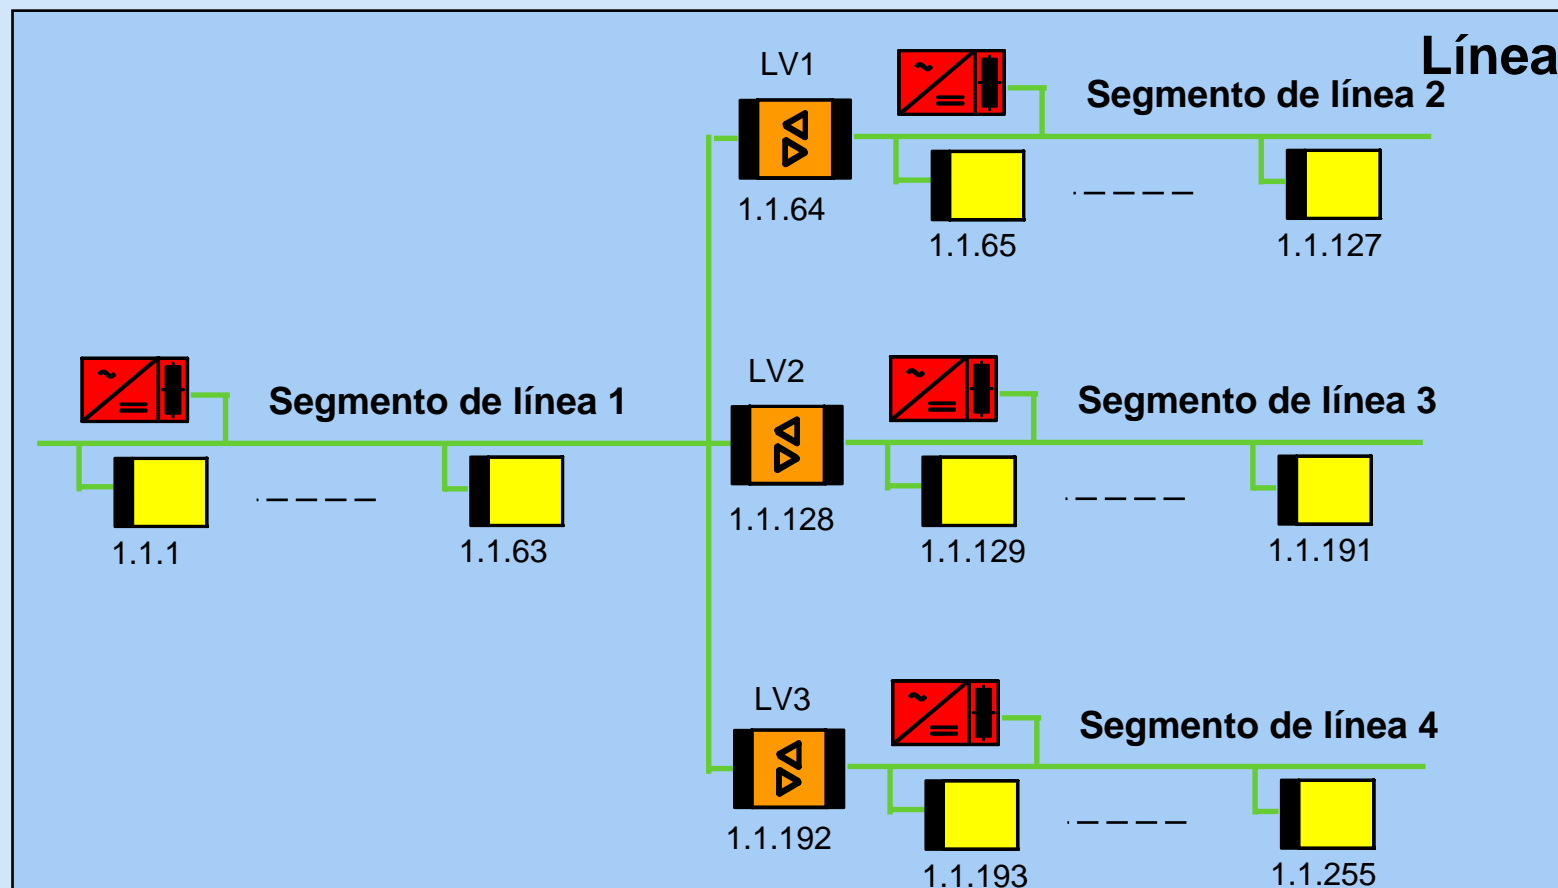 Línea
LV1
Segmento de línea 2
1.1.64
1.1.65
1.1.127
LV2
Segmento de línea 1
Segmento de línea 3
1.1.128
1.1.1
1.1.63
1.1.129
1.1.191
LV3
Segmento de línea 4
1.1.192
1.1.193
1.1.255